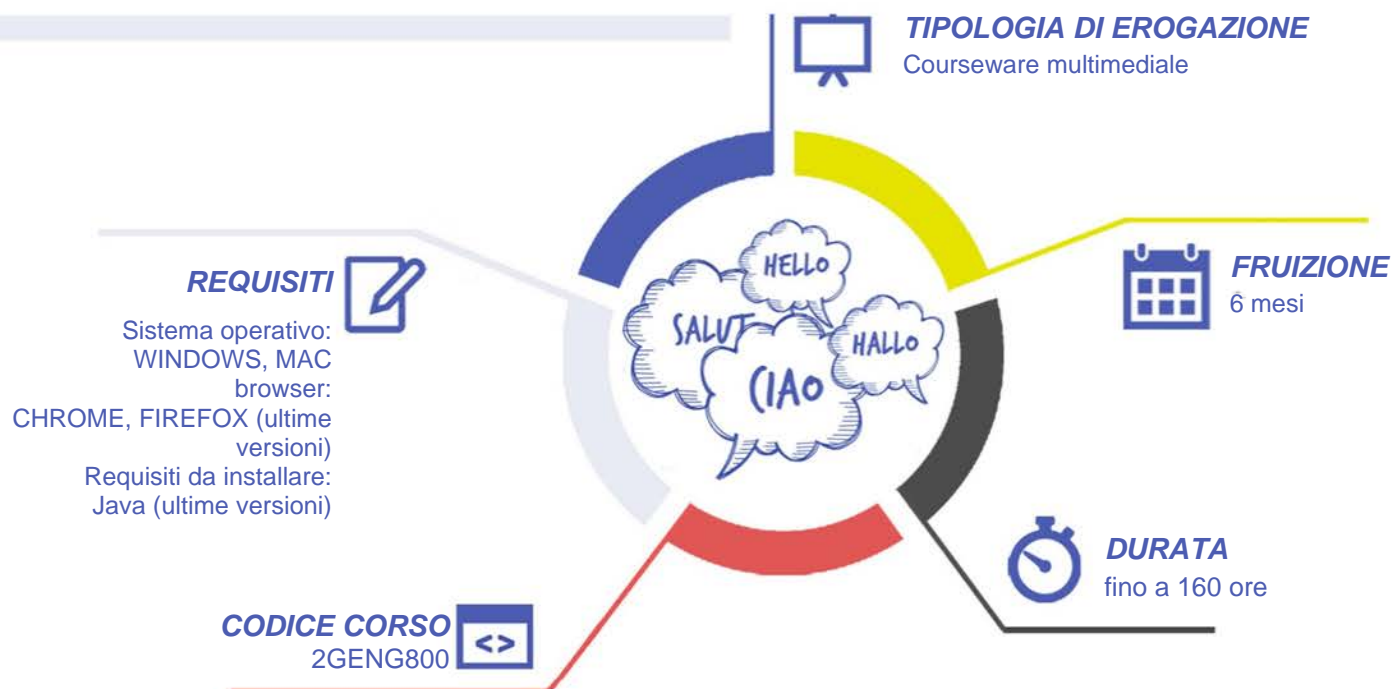 TIPOLOGIA DI EROGAZIONE
Courseware multimediale
REQUISITI
Sistema operativo:
WINDOWS, MAC
browser:
CHROME, FIREFOX (ultime
versioni)
Requisiti da installare:
Java (ultime versioni)
HELLO
SALUT
HALLO
CIAO
FRUIZIONE
6 mesi
DURATA
fino a 160 ore
CODICE CORSO
2GENG800
<>